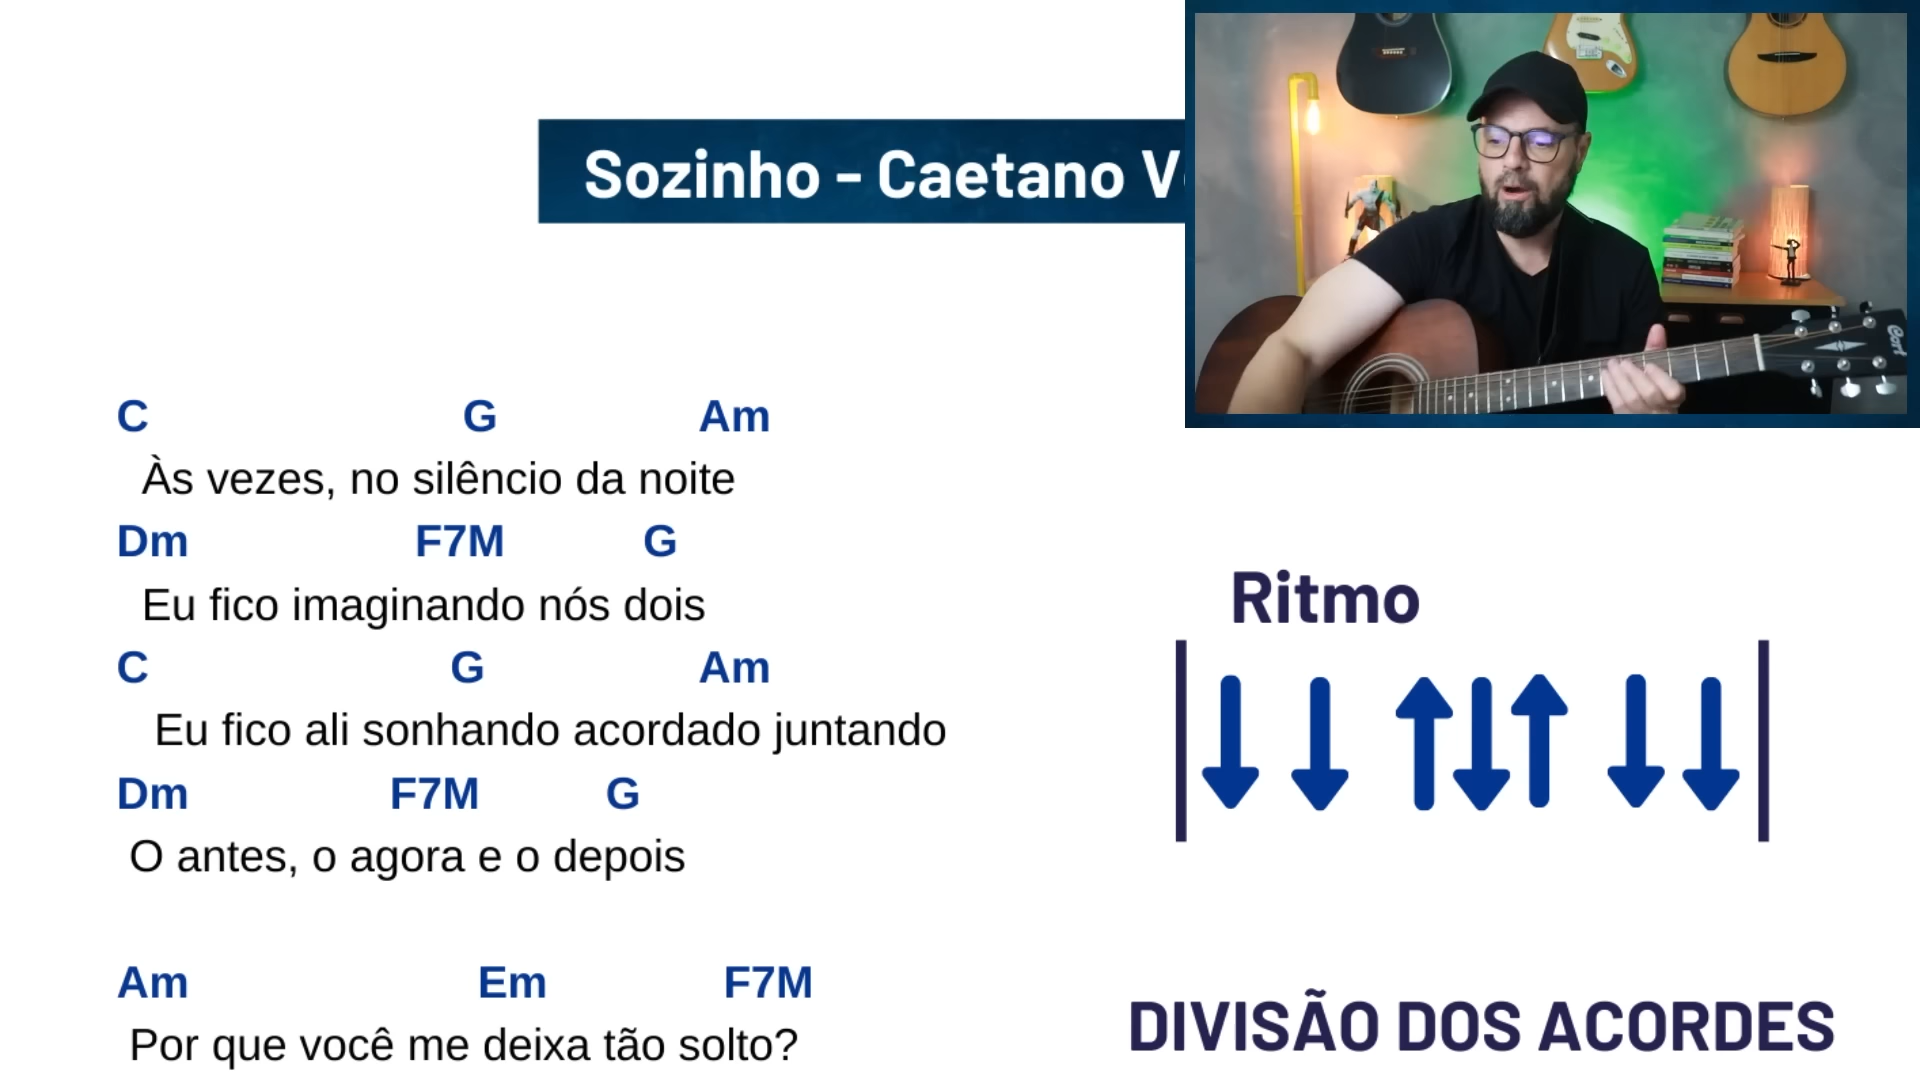 Sozinho - Caetano V
C G Am
Às vezes, no silêncio da noite
Dm F7M G
Eu fico imaginando nós dois
C G Am
Eu fico ali sonhando acordado juntando
Dm F7M G
O antes, o agora e o depois
Am Em F7M
Por que você me deixa tão solto?
Cort
Ritmo
DIVISÃO DOS ACORDES